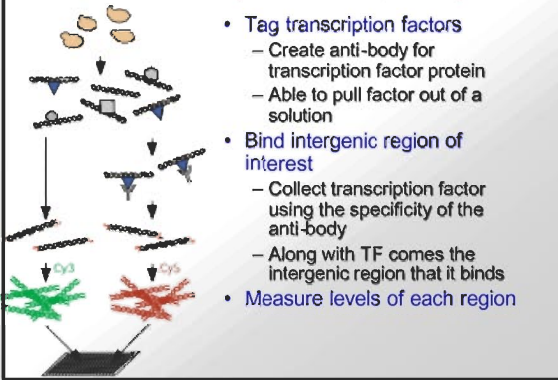 • Tag transcription factors
– Create anti-body for
transcription factor protein
– Able to pull factor out of a
solution
• Bind intergenic region of
interest
– Collect transcription factor
using the specificity of the
anti-body
– Along with TF comes the
intergenic region that it binds
• Measure levels of each region
Cy3
Cy5